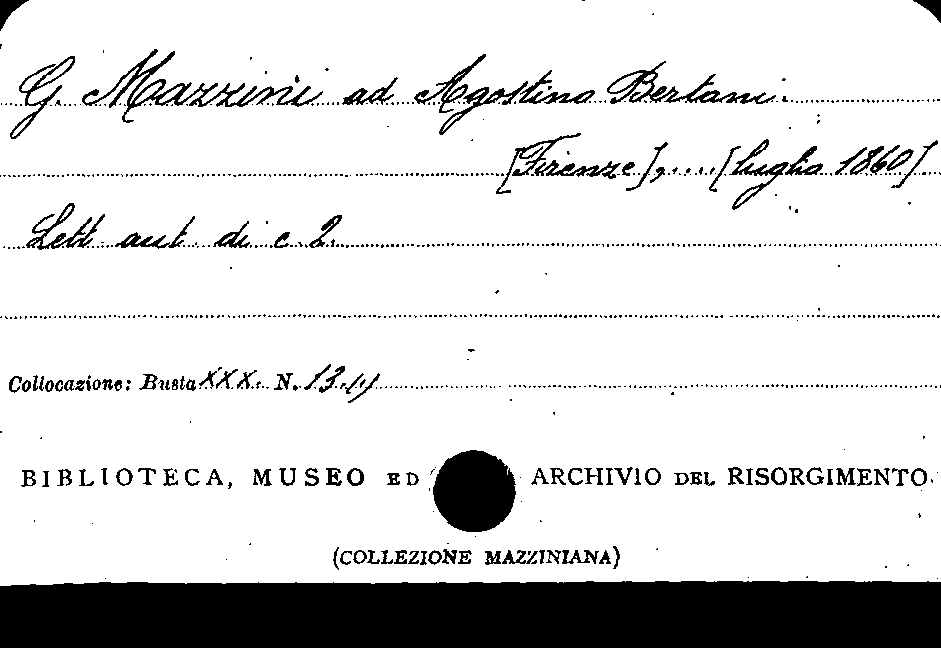 G. Mazzini ad Agostino Bertani.
[Firenze], .... [luglio 1860]
Lett aut. di c. 2.
Collocazione: Busta XXX. N. 13
BIBLIOTECA, MUSEO ED ARCHIVIO DEL RISORGIMENTO
(COLLEZIONE MAZZINIANA)